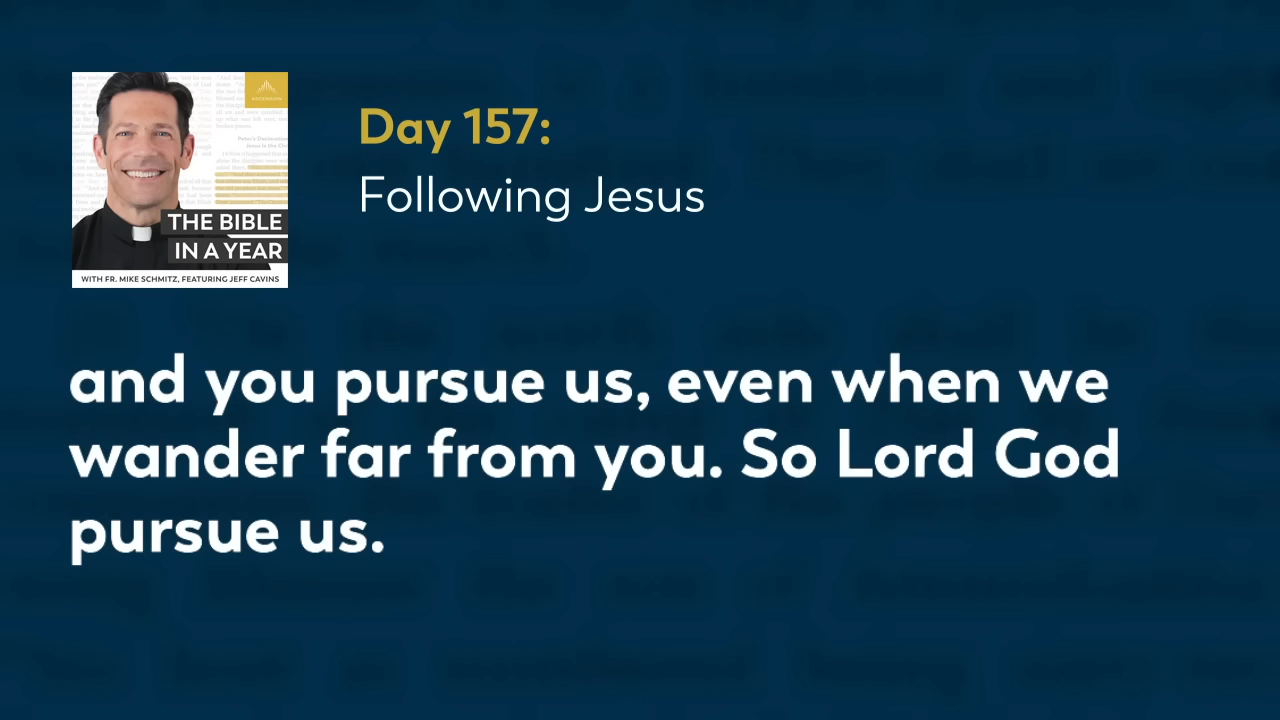 Day 157:
Following Jesus
ASCENSION
THE BIBLE
IN A YEAR
WITH FR. MIKE SCHMITZ, FEATURING JEFF CAVINS
and you pursue us, even when we
wander far from you. So Lord God
pursue us.